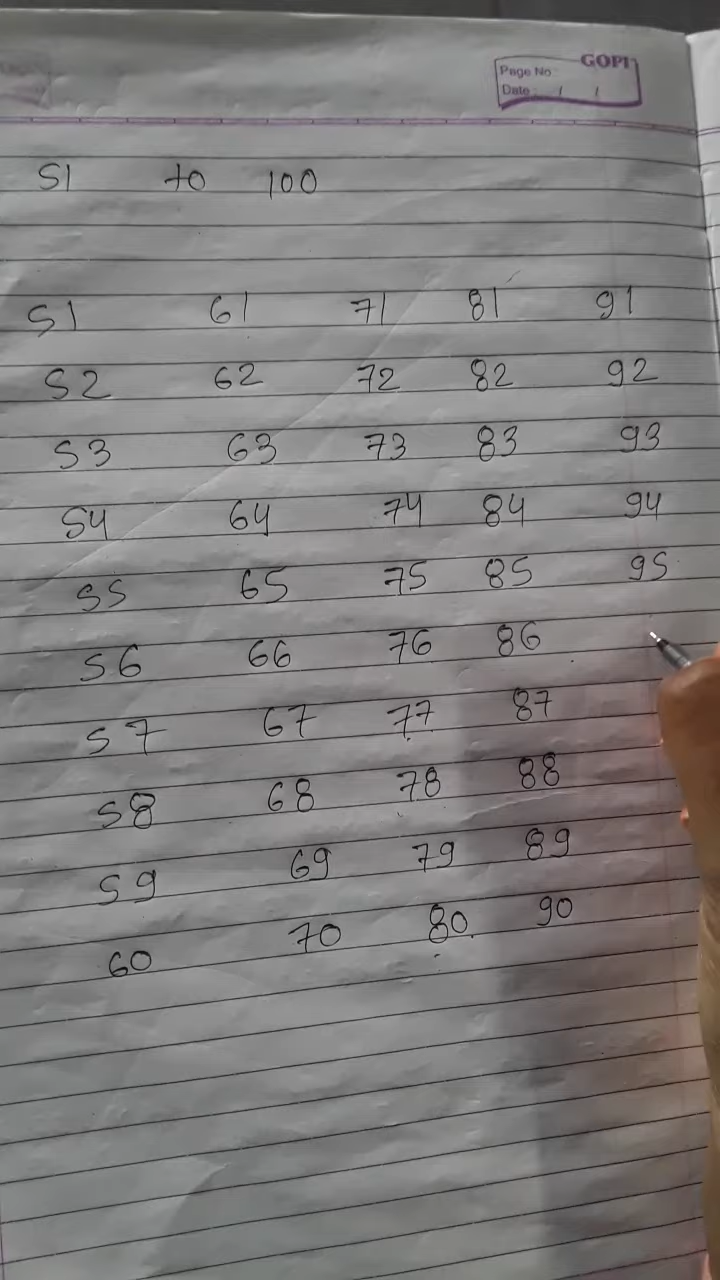 GOPI
Page No
Date : / /
51 to 100
51 61 71 81 91
52 62 72 82 92
53 63 73 83 93
54 64 74 84 94
55 65 75 85 95
56 66 76 86
57 67 77 87
58 68 78 88
59 69 79 89
60 70 80 90